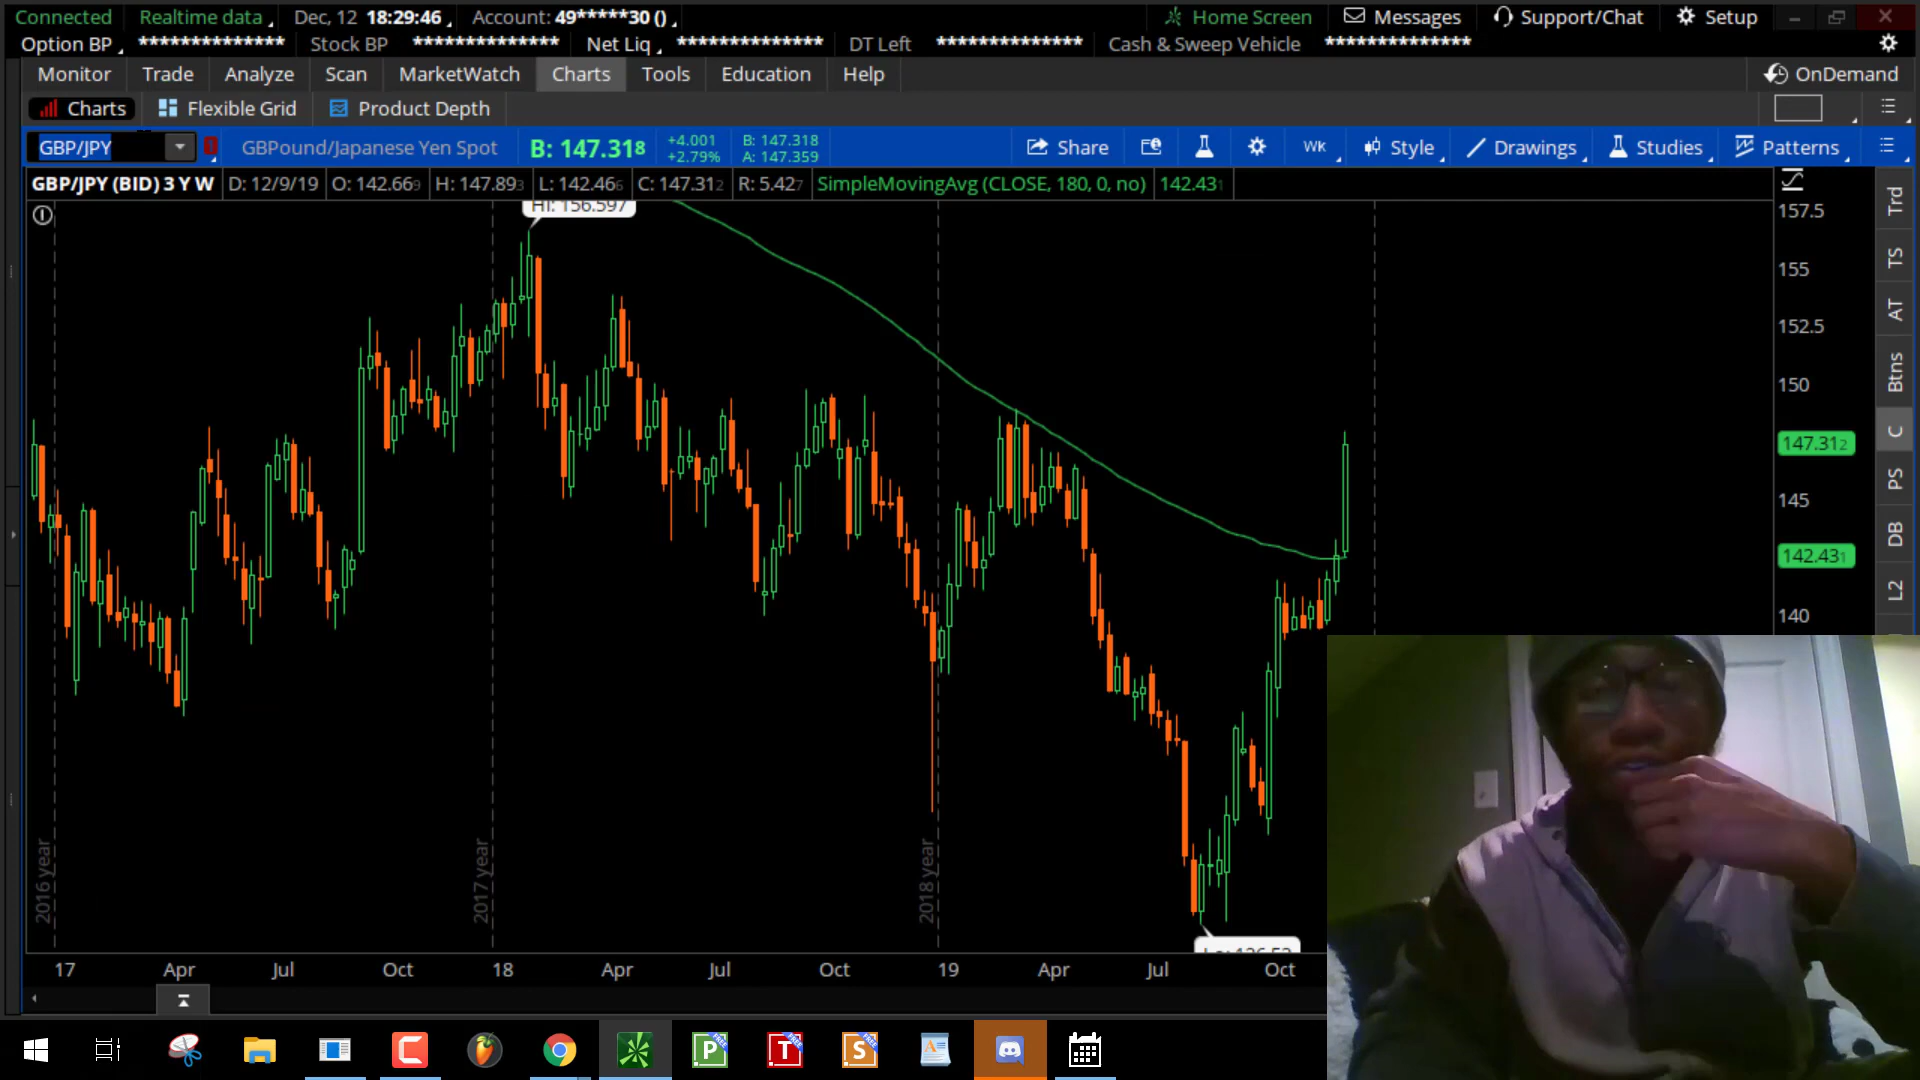 Connected Realtime data Dec, 12 18:29:46 Account: 49*****30 () Home Screen Messages Support/Chat Setup
Option BP ************** Stock BP ************** Net Liq ************** DT Left ************** Cash & Sweep Vehicle **************
Monitor Trade Analyze Scan MarketWatch Charts Tools Education Help OnDemand
Charts Flexible Grid Product Depth
GBP/JPY GBPound/Japanese Yen Spot B: 147.318 +4.001 B: 147.318 Share WK Style Drawings Studies Patterns
+2.79% A: 147.359
GBP/JPY (BID) 3 Y W D: 12/9/19 O: 142.669 H: 147.893 L: 142.466 C: 147.312 R: 5.427 SimpleMovingAvg (CLOSE, 180, 0, no) 142.431
Hi: 156.597
157.5
155
152.5
150
147.312
145
142.431
140
Trd
TS
AT
Btns
C
PS
DB
L2
2016 year
2017 year
2018 year
17 Apr Jul Oct 18 Apr Jul Oct 19 Apr Jul Oct
P FREE
T FREE
S FREE